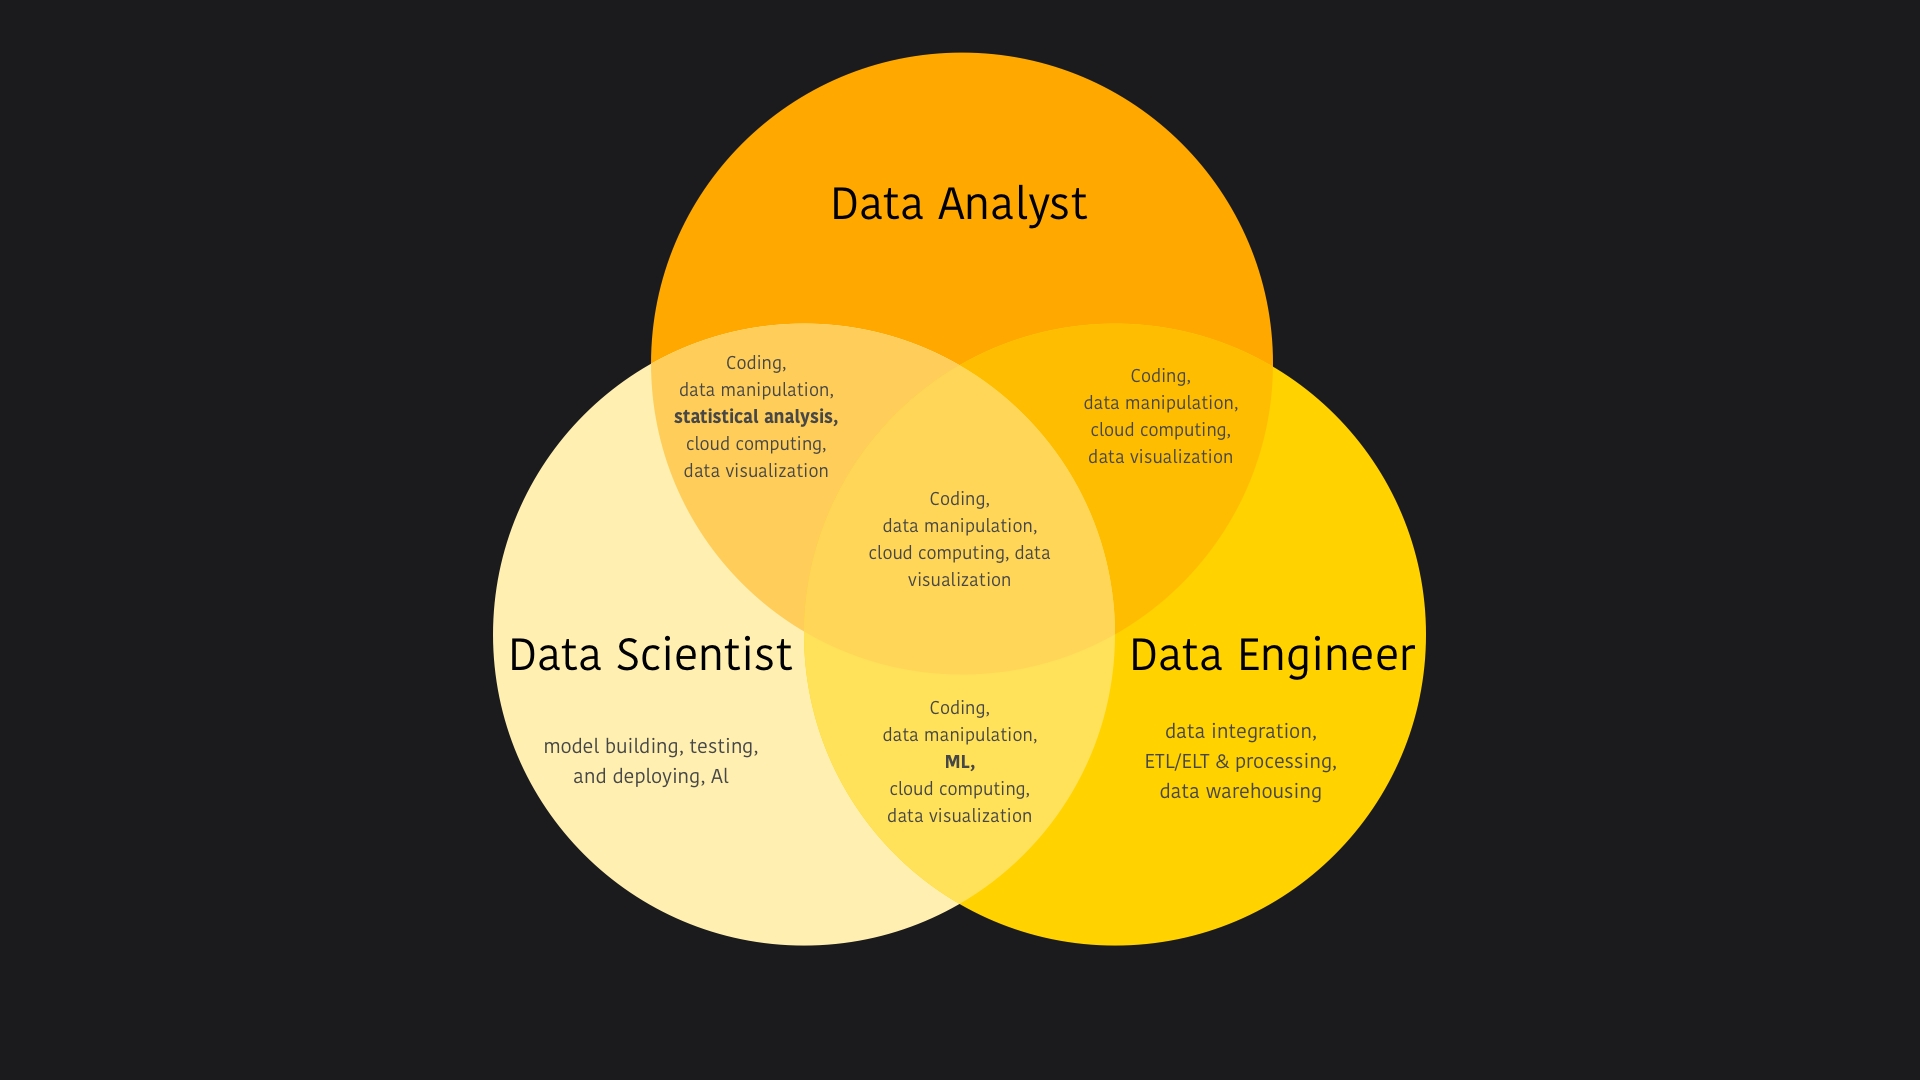 Data Analyst
Coding,
data manipulation,
statistical analysis,
cloud computing,
data visualization
Coding,
data manipulation,
cloud computing,
data visualization
Coding,
data manipulation,
cloud computing, data
visualization
Data Scientist
model building, testing,
and deploying, AI
Data Engineer
data integration,
ETL/ELT & processing,
data warehousing
Coding,
data manipulation,
ML,
cloud computing,
data visualization